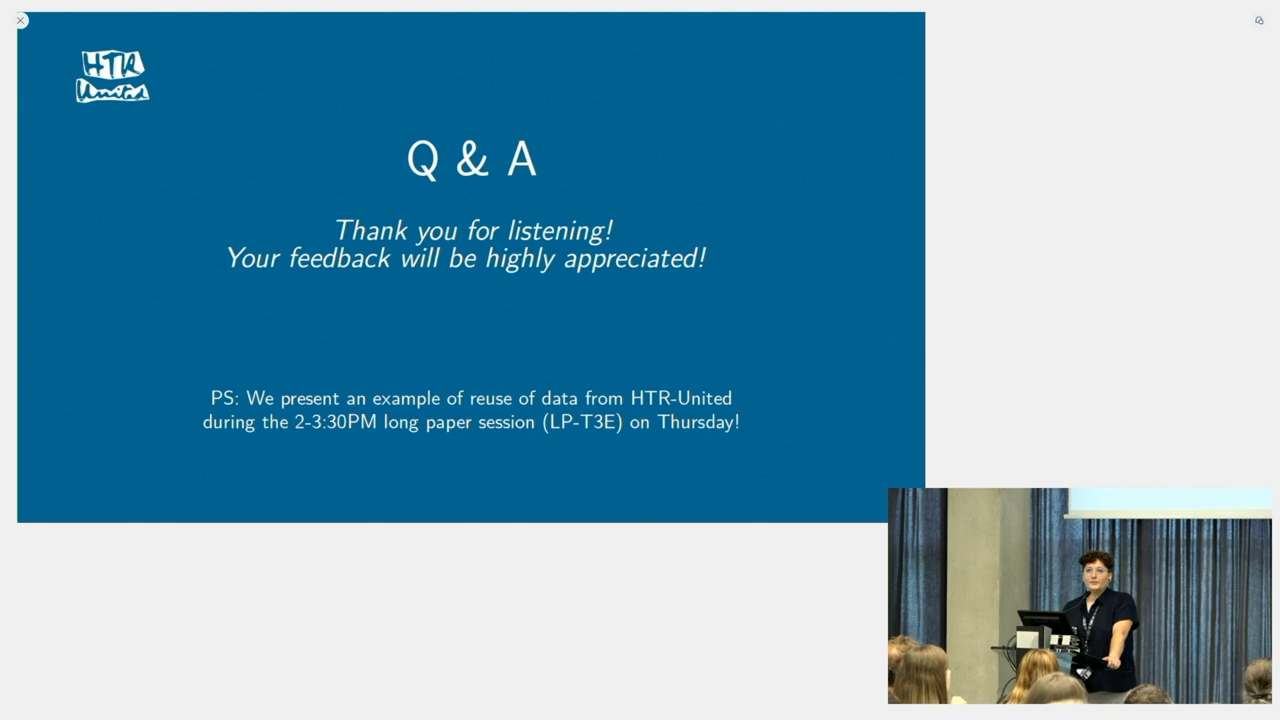 HTR
United
Q & A
Thank you for listening!
Your feedback will be highly appreciated!
PS: We present an example of reuse of data from HTR-United
during the 2-3:30PM long paper session (LP-T3E) on Thursday!